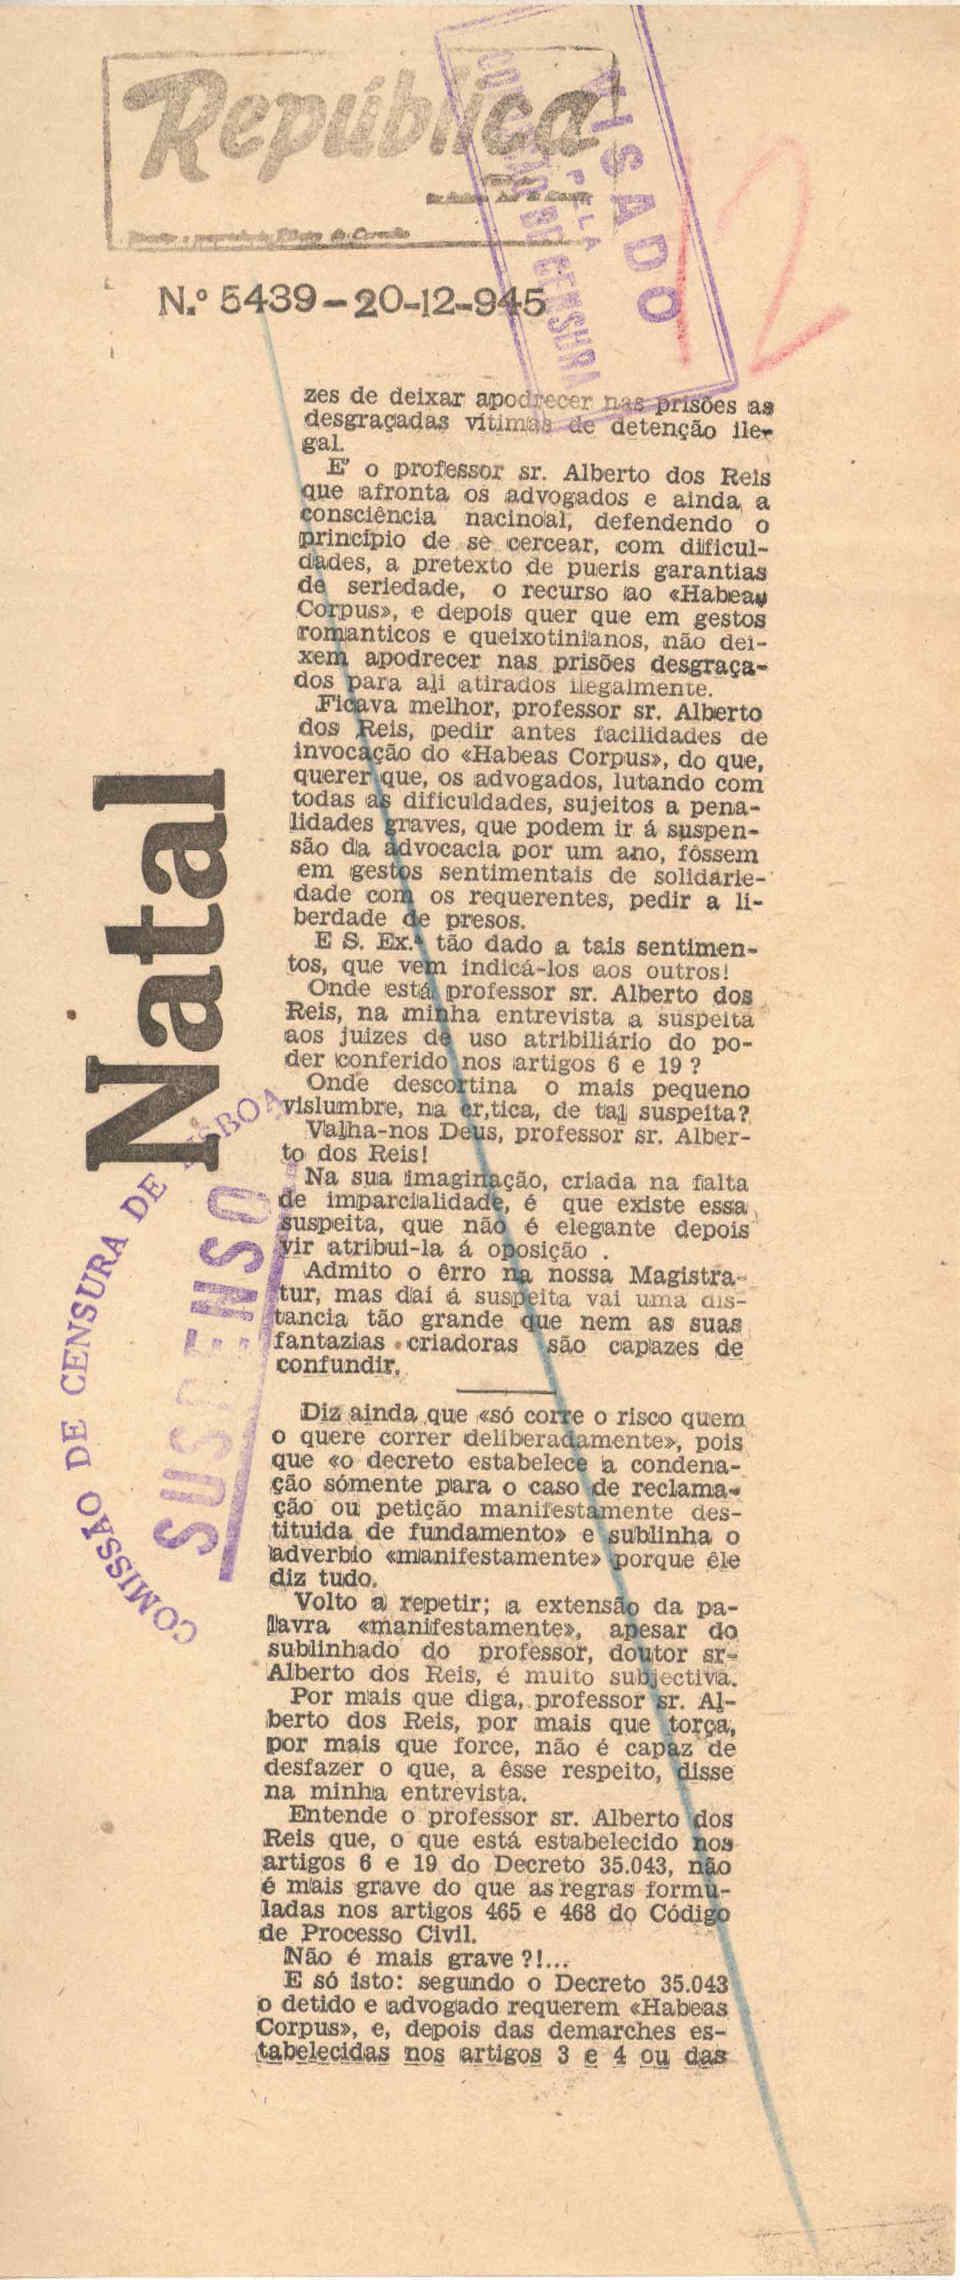 República
N.º 5439-20-12-945
VISADO
PELA
COMISSÃO DE CENSURA
12
Natal
COMISSÃO DE CENSURA DE LISBOA
SUSPENSO
zes de deixar apodrecer nas prisões as
desgraçadas vítimas de detenção ile-
gal.
E' o professor sr. Alberto dos Reis
que afronta os advogados e ainda a
consciência nacinoal, defendendo o
princípio de se cercear, com dificul-
dades, a pretexto de pueris garantias
de seriedade, o recurso ao «Habeas
Corpus», e depois quer que em gestos
romanticos e queixotinianos, não dei-
xem apodrecer nas prisões desgraça-
dos para ali atirados ilegalmente.
Ficava melhor, professor sr. Alberto
dos Reis, pedir antes facilidades de
invocação do «Habeas Corpus», do que,
querer que, os advogados, lutando com
todas as dificuldades, sujeitos a pena-
lidades graves, que podem ir á suspen-
são da advocacia por um ano, fôssem
em gestos sentimentais de solidarie-
dade com os requerentes, pedir a li-
berdade de presos.
E S. Ex.ª tão dado a tais sentimen-
tos, que vem indicá-los aos outros!
Onde está, professor sr. Alberto dos
Reis, na minha entrevista a suspeita
aos juizes de uso atribiliário do po-
der conferido nos artigos 6 e 19?
Onde descortina o mais pequeno
vislumbre, na cr,tica, de tal suspeita?
Valha-nos Deus, professor sr. Alber-
to dos Reis!
Na sua imaginação, criada na falta
de imparcialidade, é que existe essa
suspeita, que não é elegante depois
vir atribui-la á oposição .
Admito o êrro na nossa Magistra-
tur, mas daí á suspeita vai uma dis-
tancia tão grande que nem as suas
fantazias criadoras são capazes de
confundir.
Diz ainda que «só corre o risco quem
o quere correr deliberadamente», pois
que «o decreto estabelece a condena-
ção sómente para o caso de reclama-
ção ou petição manifestamente des-
tituida de fundamento» e sublinha o
adverbio «manifestamente» porque êle
diz tudo.
Volto a repetir; a extensão da pa-
lavra «manifestamente», apesar do
sublinhado do professor, doutor sr-
Alberto dos Reis, é muito subjectiva.
Por mais que diga, professor sr. Al-
berto dos Reis, por mais que torça,
por mais que force, não é capaz de
desfazer o que, a êsse respeito, disse
na minha entrevista.
Entende o professor sr. Alberto dos
Reis que, o que está estabelecido nos
artigos 6 e 19 do Decreto 35.043, não
é mais grave do que as regras formu-
ladas nos artigos 465 e 468 do Código
de Processo Civil.
Não é mais grave?!...
E só isto: segundo o Decreto 35.043
o detido e advogado requerem «Habeas
Corpus», e, depois das demarches es-
tabelecidas nos artigos 3 e 4 ou das